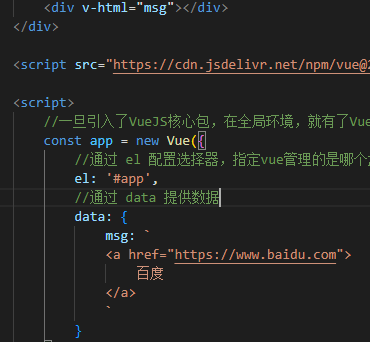 <div v-html="msg"></div>
</div>
<script src="https://cdn.jsdelivr.net/npm/vue@
<script>
//一旦引入了VueJS核心包，在全局环境，就有了Vue
const app = new Vue({
//通过 el 配置选择器，指定vue管理的是哪个
el: '#app',
//通过 data 提供数据
data: {
msg: `
<a href="https://www.baidu.com">
百度
</a>
`
}